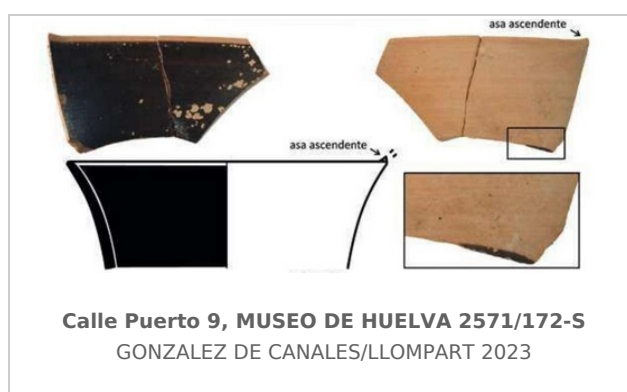 asa ascendente
asa ascendente
Calle Puerto 9, MUSEO DE HUELVA 2571/172-S
GONZALEZ DE CANALES/LLOMPART 2023